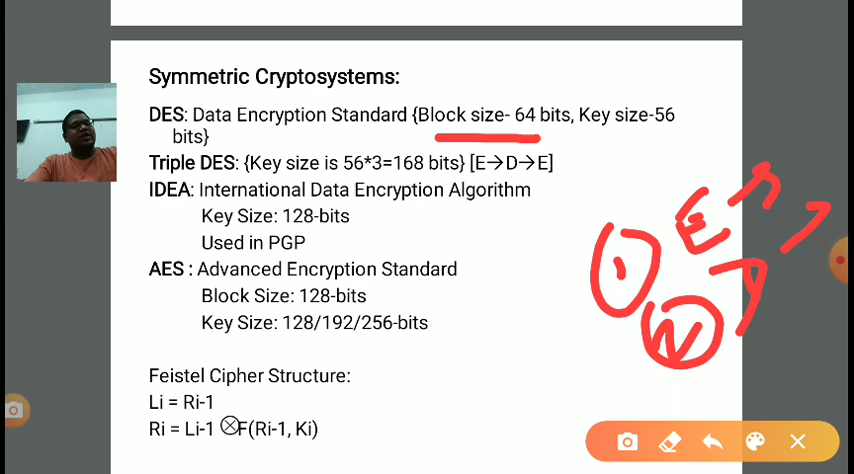 Symmetric Cryptosystems:
DES: Data Encryption Standard {Block size- 64 bits, Key size-56
bits}
Triple DES: {Key size is 56*3=168 bits} [E→D→E]
IDEA: International Data Encryption Algorithm
Key Size: 128-bits
Used in PGP
AES : Advanced Encryption Standard
Block Size: 128-bits
Key Size: 128/192/256-bits
Feistel Cipher Structure:
Li = Ri-1
Ri = Li-1 ⊗F(Ri-1, Ki)